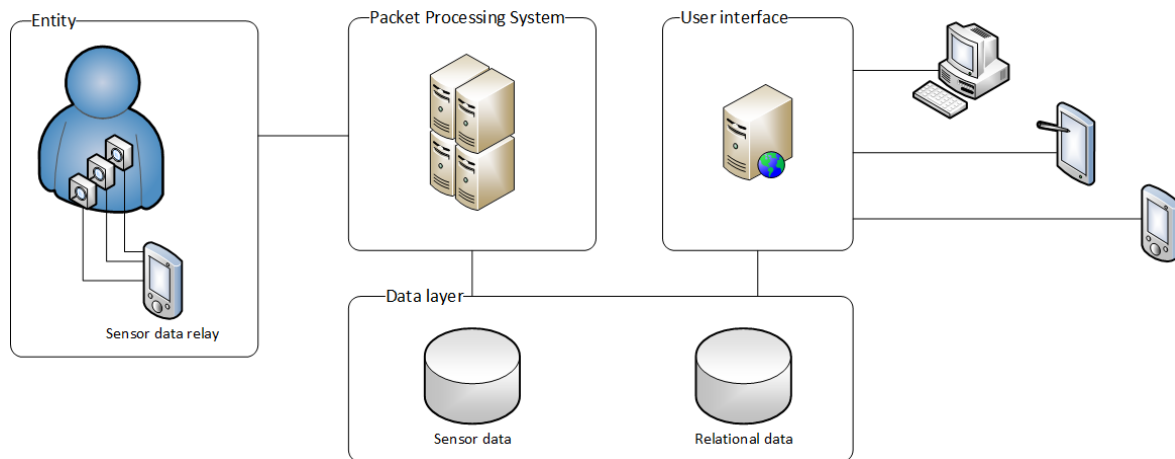 Entity
Packet Processing System
User interface
Sensor data relay
Data layer
Sensor data
Relational data